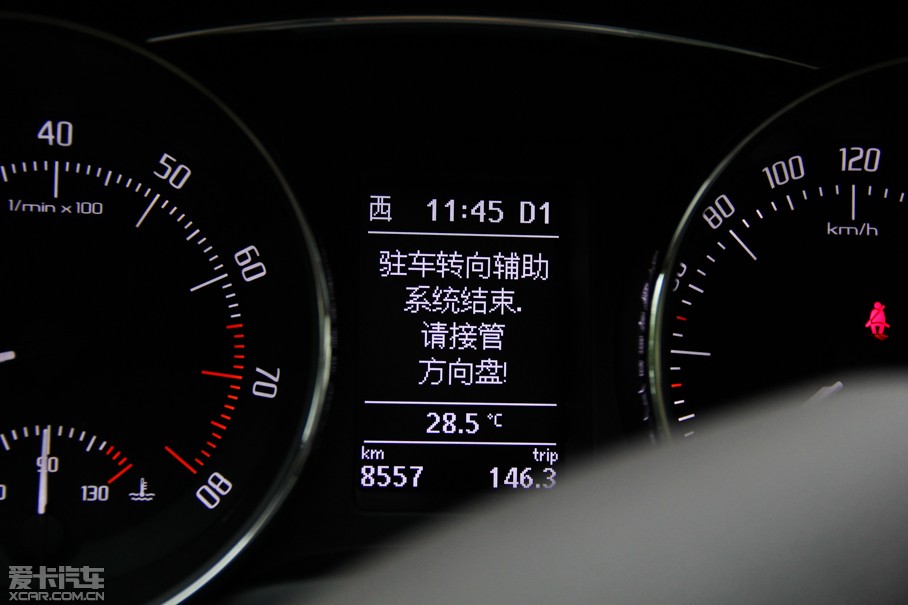 40
50
60
70
80
1/min x 100
90
130
西 11:45 D1
驻车转向辅助
系统结束.
请接管
方向盘!
28.5 °C
km trip
8557 146.3
80
100
120
km/h
爱卡汽车
XCAR.COM.CN